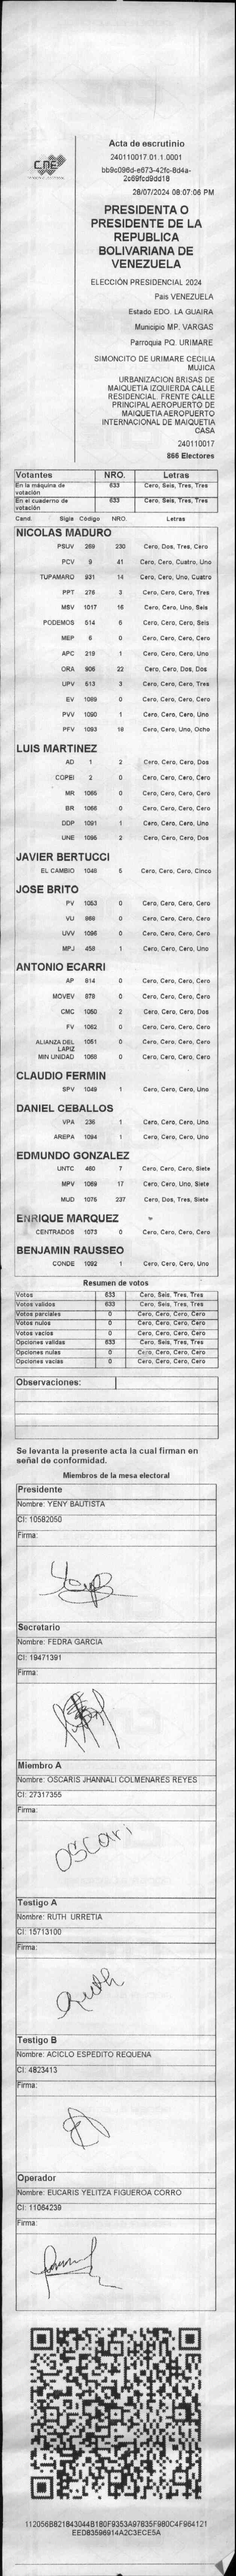 CNE
Acta de escrutinio
240110017.01.1.0001
bb9c096d-e673-42fc-8d4a-
2c69fcd9dd18
28/07/2024 08:07:06 PM
PRESIDENTA O
PRESIDENTE DE LA
REPUBLICA
BOLIVARIANA DE
VENEZUELA
ELECCIÓN PRESIDENCIAL 2024
Pais VENEZUELA
Estado EDO. LA GUAIRA
Municipio MP. VARGAS
Parroquia PQ. URIMARE
SIMONCITO DE URIMARE CECILIA
MUJICA
URBANIZACION BRISAS DE
MAIQUETIA IZQUIERDA CALLE
RESIDENCIAL. FRENTE CALLE
PRINCIPAL AEROPUERTO DE
MAIQUETIA AEROPUERTO
INTERNACIONAL DE MAIQUETIA
CASA
240110017
866 Electores
Votantes NRO. Letras
En la máquina de votación 633 Cero, Seis, Tres, Tres
En el cuaderno de votación 633 Cero, Seis, Tres, Tres
Cand. Sigla Código NRO. Letras
NICOLAS MADURO
PSUV 269 230 Cero, Dos, Tres, Cero
PCV 9 41 Cero, Cero, Cuatro, Uno
TUPAMARO 931 14 Cero, Cero, Uno, Cuatro
PPT 276 3 Cero, Cero, Cero, Tres
MSV 1017 16 Cero, Cero, Uno, Seis
PODEMOS 514 6 Cero, Cero, Cero, Seis
MEP 6 0 Cero, Cero, Cero, Cero
APC 219 1 Cero, Cero, Cero, Uno
ORA 906 22 Cero, Cero, Dos, Dos
UPV 513 3 Cero, Cero, Cero, Tres
EV 1089 0 Cero, Cero, Cero, Cero
PVV 1090 1 Cero, Cero, Cero, Uno
PFV 1093 18 Cero, Cero, Uno, Ocho
LUIS MARTINEZ
AD 1 2 Cero, Cero, Cero, Dos
COPEI 2 0 Cero, Cero, Cero, Cero
MR 1065 0 Cero, Cero, Cero, Cero
BR 1066 0 Cero, Cero, Cero, Cero
DDP 1091 1 Cero, Cero, Cero, Uno
UNE 1095 2 Cero, Cero, Cero, Dos
JAVIER BERTUCCI
EL CAMBIO 1046 5 Cero, Cero, Cero, Cinco
JOSE BRITO
PV 1053 0 Cero, Cero, Cero, Cero
VU 868 0 Cero, Cero, Cero, Cero
UVV 1096 0 Cero, Cero, Cero, Cero
MPJ 458 1 Cero, Cero, Cero, Uno
ANTONIO ECARRI
AP 814 0 Cero, Cero, Cero, Cero
MOVEV 878 0 Cero, Cero, Cero, Cero
CMC 1050 2 Cero, Cero, Cero, Dos
FV 1052 0 Cero, Cero, Cero, Cero
ALIANZA DEL LAPIZ 1051 0 Cero, Cero, Cero, Cero
MIN UNIDAD 1068 0 Cero, Cero, Cero, Cero
CLAUDIO FERMIN
SPV 1049 1 Cero, Cero, Cero, Uno
DANIEL CEBALLOS
VPA 236 1 Cero, Cero, Cero, Uno
AREPA 1084 1 Cero, Cero, Cero, Uno
EDMUNDO GONZALEZ
UNTC 460 7 Cero, Cero, Cero, Siete
MPV 1069 17 Cero, Cero, Uno, Siete
MUD 1075 237 Cero, Dos, Tres, Siete
ENRIQUE MARQUEZ
CENTRADOS 1073 0 Cero, Cero, Cero, Cero
BENJAMIN RAUSSEO
CONDE 1092 1 Cero, Cero, Cero, Uno
Resumen de votos
Votos 633 Cero, Seis, Tres, Tres
Votos validos 633 Cero, Seis, Tres, Tres
Votos parciales 0 Cero, Cero, Cero, Cero
Votos nulos 0 Cero, Cero, Cero, Cero
Votos vacios 0 Cero, Cero, Cero, Cero
Opciones validas 633 Cero, Seis, Tres, Tres
Opciones nulas 0 Cero, Cero, Cero, Cero
Opciones vacias 0 Cero, Cero, Cero, Cero
Observaciones:
Se levanta la presente acta la cual firman en
señal de conformidad.
Miembros de la mesa electoral
Presidente
Nombre: YENY BAUTISTA
CI: 10582050
Firma:
Secretario
Nombre: FEDRA GARCIA
CI: 19471391
Firma:
Miembro A
Nombre: OSCARIS JHANNALI COLMENARES REYES
CI: 27317355
Firma:
Oscari
Testigo A
Nombre: RUTH URRETIA
CI: 15713100
Firma:
Ruth
Testigo B
Nombre: ACICLO ESPEDITO REQUENA
CI: 4823413
Firma:
Operador
Nombre: EUCARIS YELITZA FIGUEROA CORRO
CI: 11064239
Firma:
112056B821843044B180F9353A97835F980C4F964121
EED83598914A2C3ECE5A